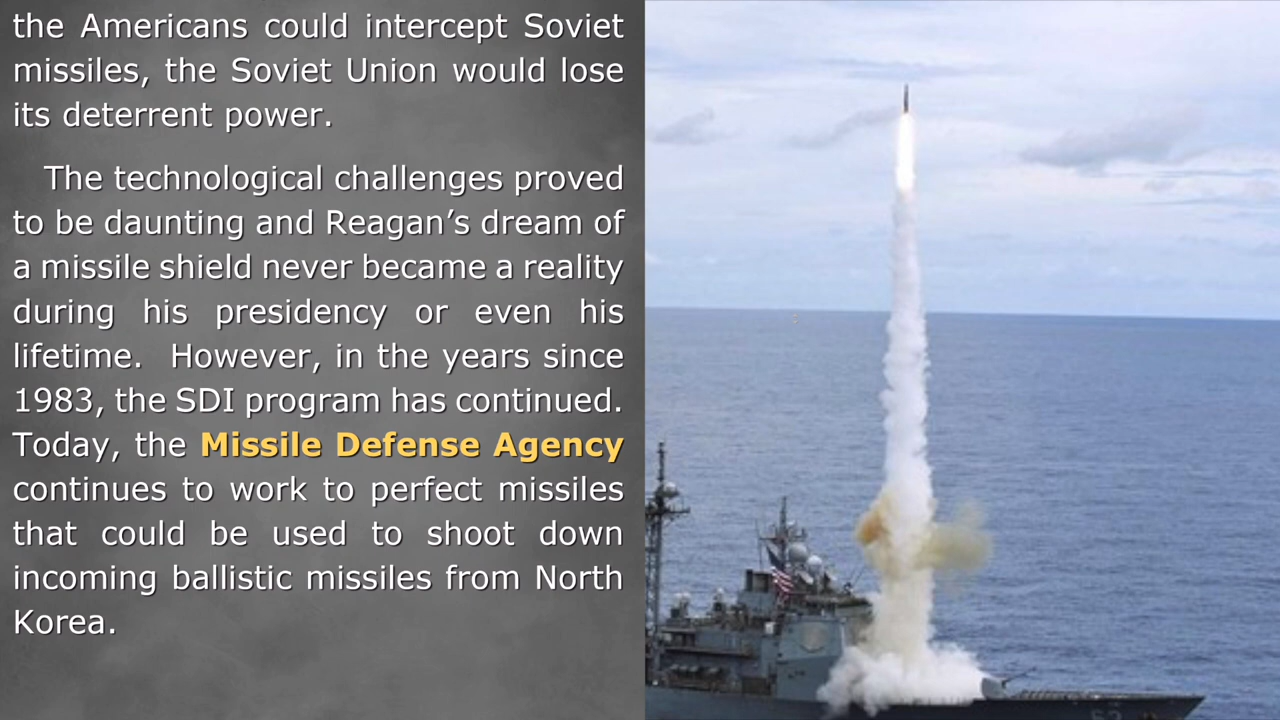 the Americans could intercept Soviet
missiles, the Soviet Union would lose
its deterrent power.
The technological challenges proved
to be daunting and Reagan’s dream of
a missile shield never became a reality
during his presidency or even his
lifetime.  However, in the years since
1983, the SDI program has continued.
Today, the Missile Defense Agency
continues to work to perfect missiles
that could be used to shoot down
incoming ballistic missiles from North
Korea.